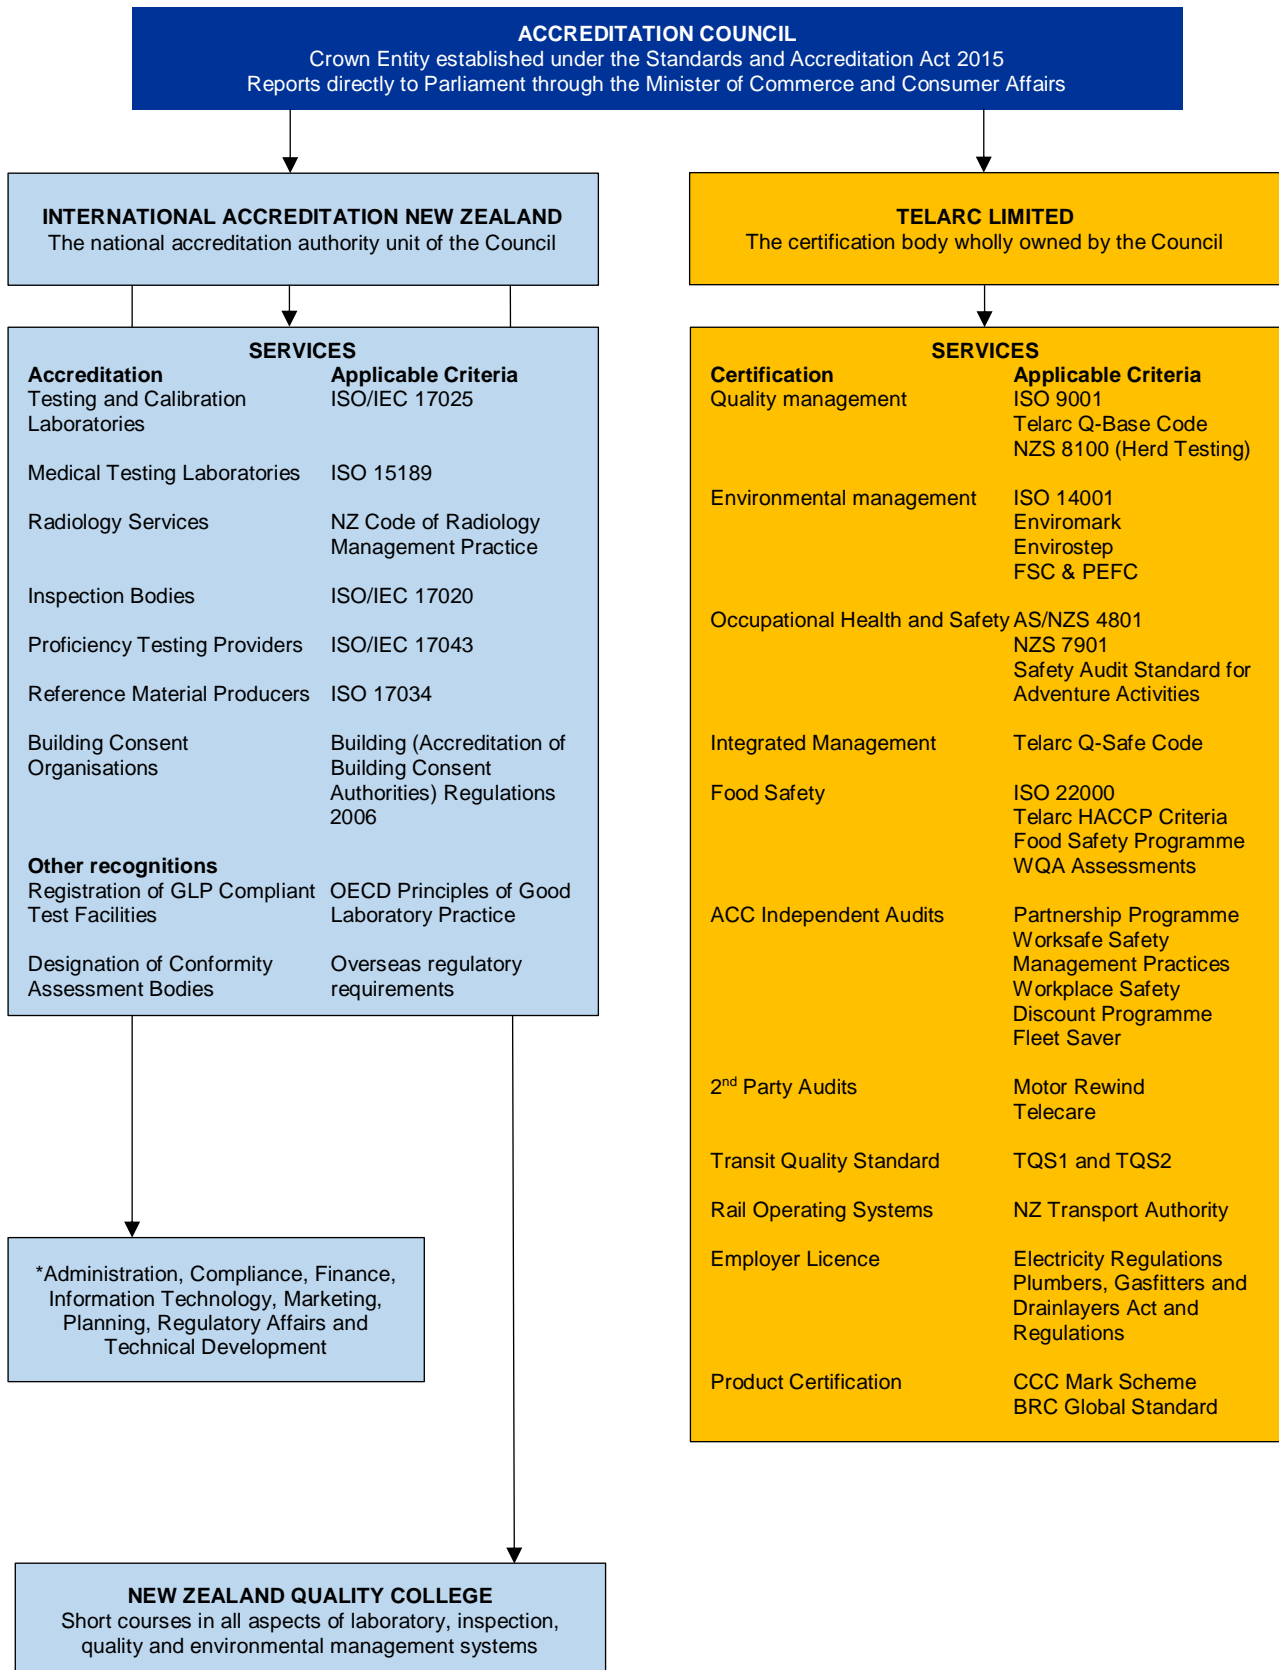 ACCREDITATION COUNCIL
Crown Entity established under the Standards and Accreditation Act 2015
Reports directly to Parliament through the Minister of Commerce and Consumer Affairs
INTERNATIONAL ACCREDITATION NEW ZEALAND
The national accreditation authority unit of the Council
SERVICES
Accreditation Applicable Criteria
Testing and Calibration ISO/IEC 17025
Laboratories
Medical Testing Laboratories ISO 15189
Radiology Services NZ Code of Radiology
Management Practice
Inspection Bodies ISO/IEC 17020
Proficiency Testing Providers ISO/IEC 17043
Reference Material Producers ISO 17034
Building Consent Building (Accreditation of
Organisations Building Consent
Authorities) Regulations
2006
Other recognitions
Registration of GLP Compliant OECD Principles of Good
Test Facilities Laboratory Practice
Designation of Conformity Overseas regulatory
Assessment Bodies requirements
*Administration, Compliance, Finance,
Information Technology, Marketing,
Planning, Regulatory Affairs and
Technical Development
NEW ZEALAND QUALITY COLLEGE
Short courses in all aspects of laboratory, inspection,
quality and environmental management systems
TELARC LIMITED
The certification body wholly owned by the Council
SERVICES
Certification Applicable Criteria
Quality management ISO 9001
Telarc Q-Base Code
NZS 8100 (Herd Testing)
Environmental management ISO 14001
Enviromark
Envirostep
FSC & PEFC
Occupational Health and Safety AS/NZS 4801
NZS 7901
Safety Audit Standard for
Adventure Activities
Integrated Management Telarc Q-Safe Code
Food Safety ISO 22000
Telarc HACCP Criteria
Food Safety Programme
WQA Assessments
ACC Independent Audits Partnership Programme
Worksafe Safety
Management Practices
Workplace Safety
Discount Programme
Fleet Saver
2nd Party Audits Motor Rewind
Telecare
Transit Quality Standard TQS1 and TQS2
Rail Operating Systems NZ Transport Authority
Employer Licence Electricity Regulations
Plumbers, Gasfitters and
Drainlayers Act and
Regulations
Product Certification CCC Mark Scheme
BRC Global Standard